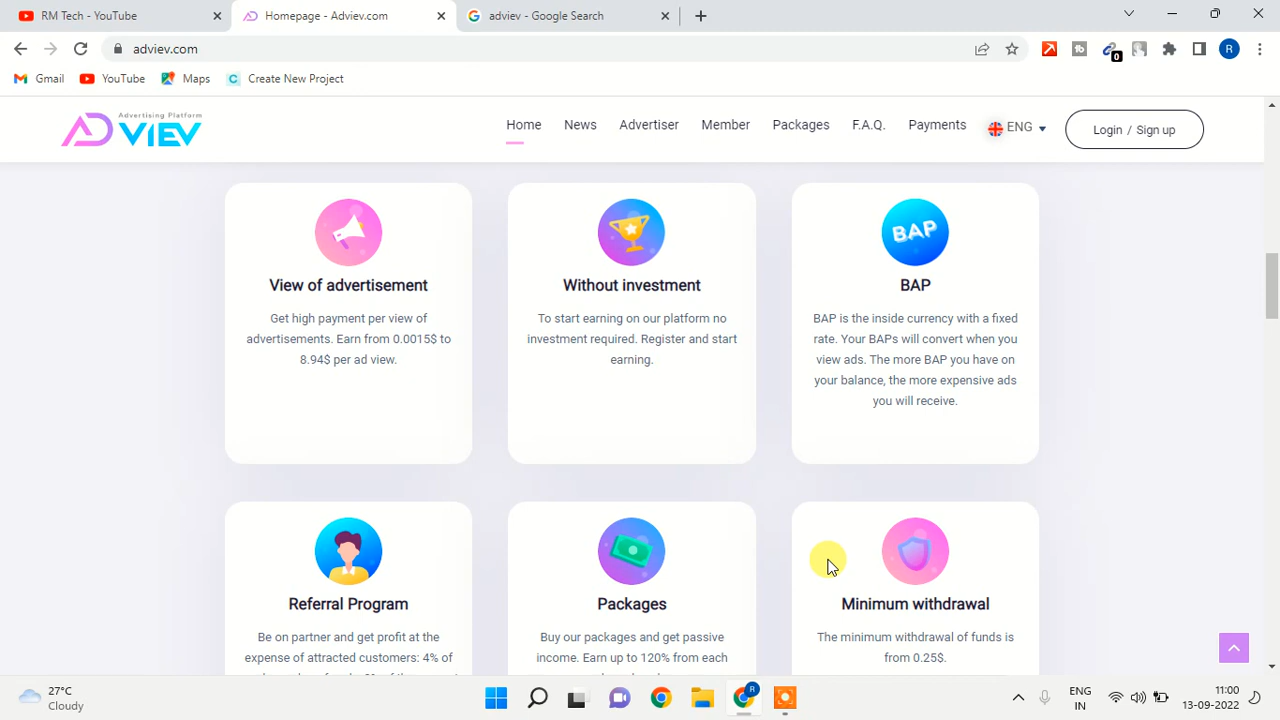 RM Tech - YouTube
Homepage - Adviev.com
adviev - Google Search
adviev.com
R
0
Gmail
YouTube
Maps
C
Create New Project
Advertising Platform
AD VIEV
Home
News
Advertiser
Member
Packages
F.A.Q.
Payments
ENG
Login / Sign up
BAP
View of advertisement
Get high payment per view of
advertisements. Earn from 0.0015$ to
8.94$ per ad view.
Without investment
To start earning on our platform no
investment required. Register and start
earning.
BAP
BAP is the inside currency with a fixed
rate. Your BAPs will convert when you
view ads. The more BAP you have on
your balance, the more expensive ads
you will receive.
Referral Program
Be on partner and get profit at the
expense of attracted customers: 4% of
Packages
Buy our packages and get passive
income. Earn up to 120% from each
Minimum withdrawal
The minimum withdrawal of funds is
from 0.25$.
27°C
Cloudy
R
ENG
IN
11:00
13-09-2022